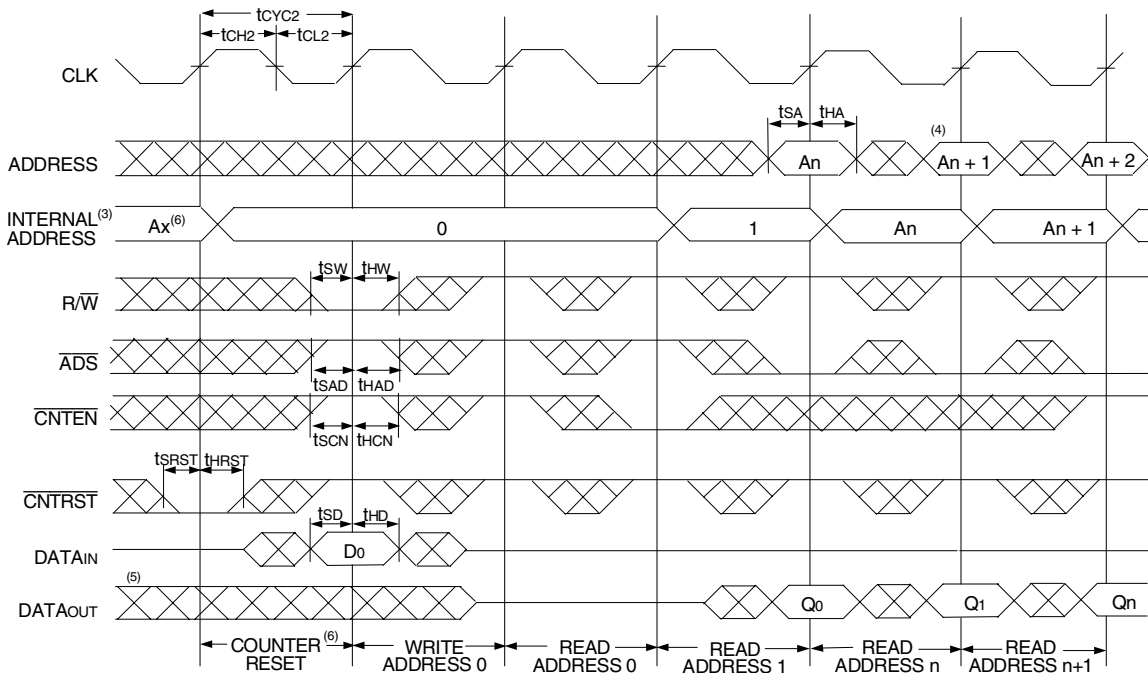 tCYC2
tCH2 tCL2
CLK
tSA tHA
(4)
ADDRESS An An + 1 An + 2
INTERNAL(3)
ADDRESS Ax(6) 0 1 An An + 1
tSW tHW
R/W̅
A̅D̅S̅
tSAD tHAD
C̅N̅T̅E̅N̅
tSCN tHCN
tSRST tHRST
C̅N̅T̅R̅S̅T̅
tSD tHD
DATAIN D0
(5)
DATAOUT Q0 Q1 Qn
COUNTER(6) WRITE READ READ READ READ
RESET ADDRESS 0 ADDRESS 0 ADDRESS 1 ADDRESS n ADDRESS n+1